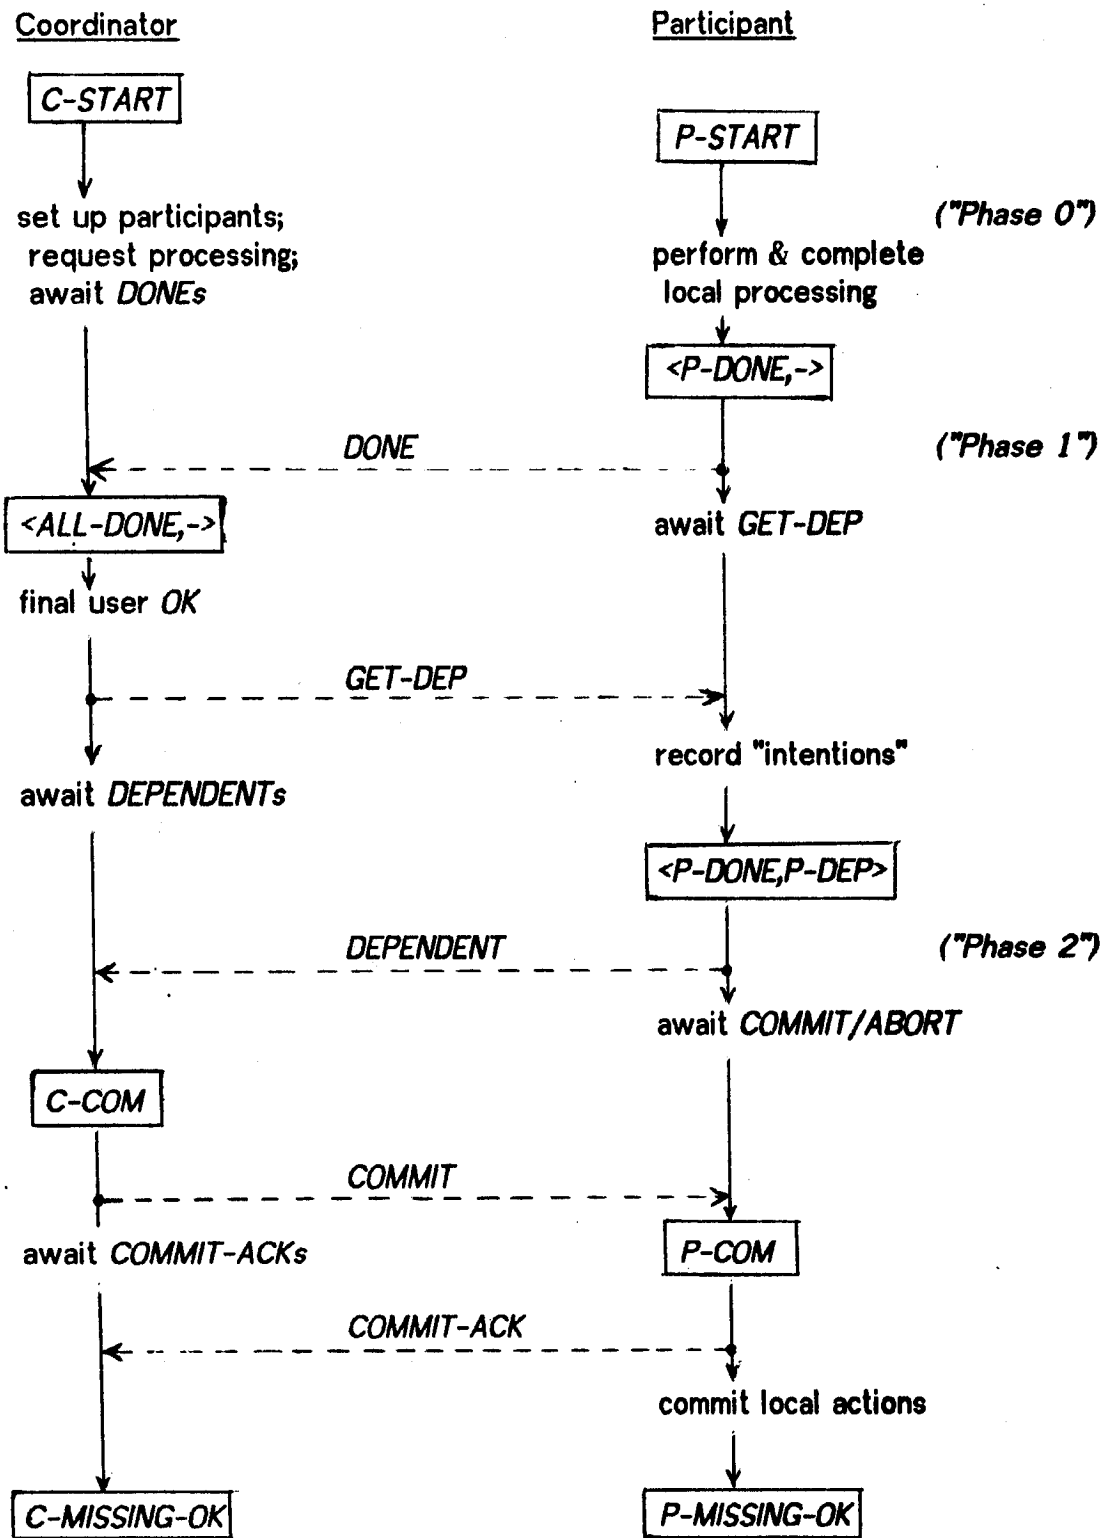 Coordinator
Participant
C-START
P-START
set up participants;
request processing;
await DONEs
("Phase 0")
perform & complete
local processing
<P-DONE,->
DONE
("Phase 1")
<ALL-DONE,->
await GET-DEP
final user OK
GET-DEP
record "intentions"
await DEPENDENTs
<P-DONE,P-DEP>
DEPENDENT
("Phase 2")
await COMMIT/ABORT
C-COM
COMMIT
await COMMIT-ACKs
P-COM
COMMIT-ACK
commit local actions
C-MISSING-OK
P-MISSING-OK